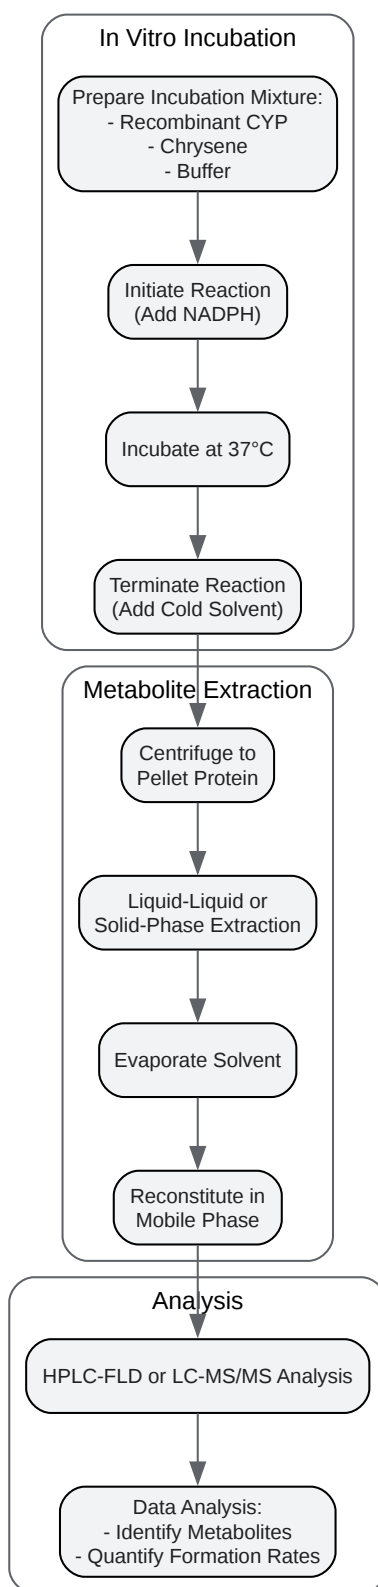 In Vitro Incubation
Prepare Incubation Mixture:
- Recombinant CYP
- Chrysene
- Buffer
Initiate Reaction
(Add NADPH)
Incubate at 37°C
Terminate Reaction
(Add Cold Solvent)
Metabolite Extraction
Centrifuge to
Pellet Protein
Liquid-Liquid or
Solid-Phase Extraction
Evaporate Solvent
Reconstitute in
Mobile Phase
Analysis
HPLC-FLD or LC-MS/MS Analysis
Data Analysis:
- Identify Metabolites
- Quantify Formation Rates